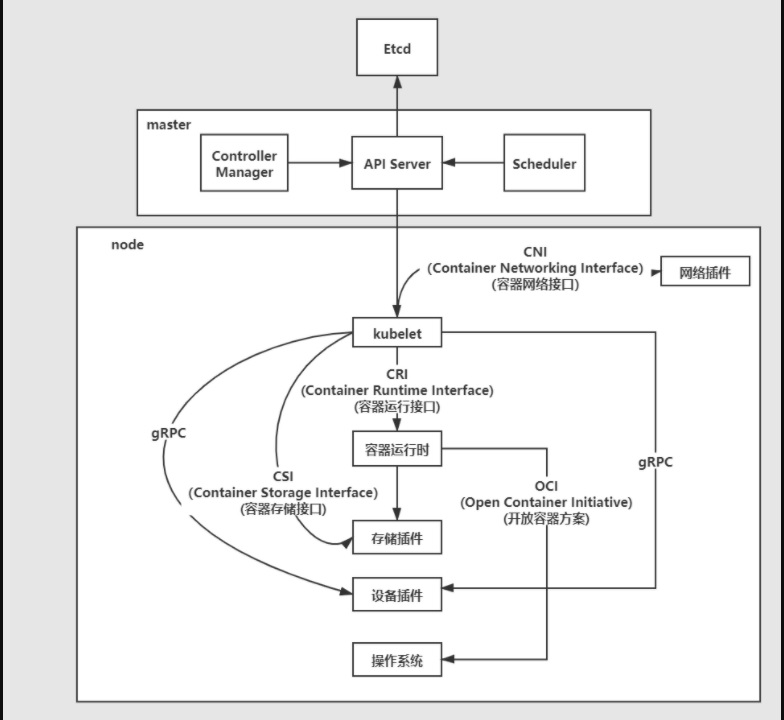 Etcd
master
Controller
Manager
API Server
Scheduler
node
CNI
(Container Networking Interface)
(容器网络接口)
网络插件
kubelet
CRI
(Container Runtime Interface)
(容器运行接口)
gRPC
容器运行时
gRPC
CSI
(Container Storage Interface)
(容器存储接口)
OCI
(Open Container Initiative)
(开放容器方案)
存储插件
设备插件
操作系统